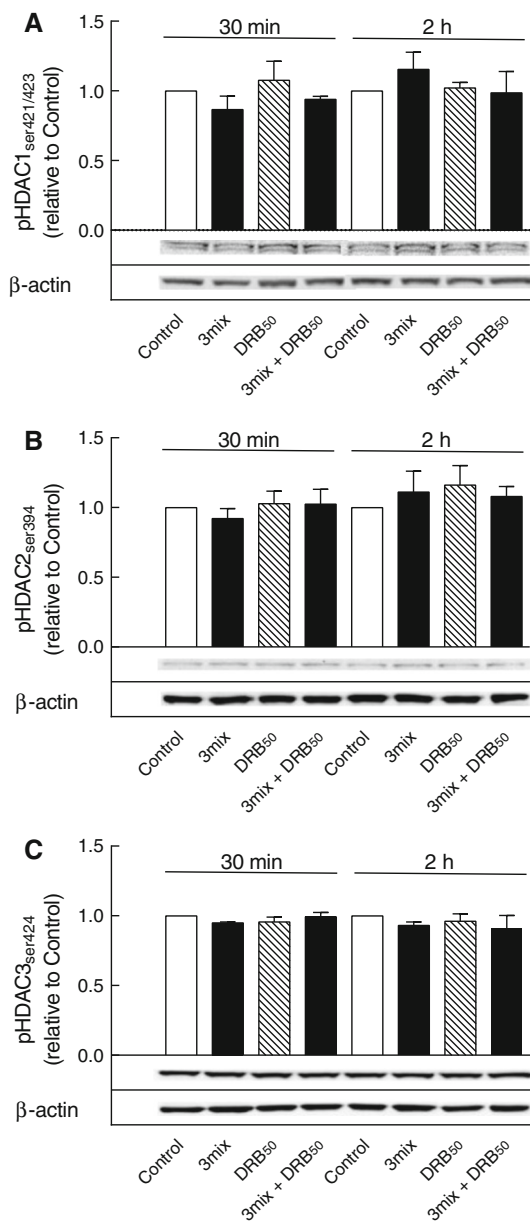 A
30 min
2 h
1.5
1.0
0.5
0.0
pHDAC1ser421/423
(relative to Control)
β-actin
Control
3mix
DRB50
3mix + DRB50
Control
3mix
DRB50
3mix + DRB50
B
30 min
2 h
1.5
1.0
0.5
0.0
pHDAC2ser394
(relative to Control)
β-actin
Control
3mix
DRB50
3mix + DRB50
Control
3mix
DRB50
3mix + DRB50
C
30 min
2 h
1.5
1.0
0.5
0.0
pHDAC3ser424
(relative to Control)
β-actin
Control
3mix
DRB50
3mix + DRB50
Control
3mix
DRB50
3mix + DRB50